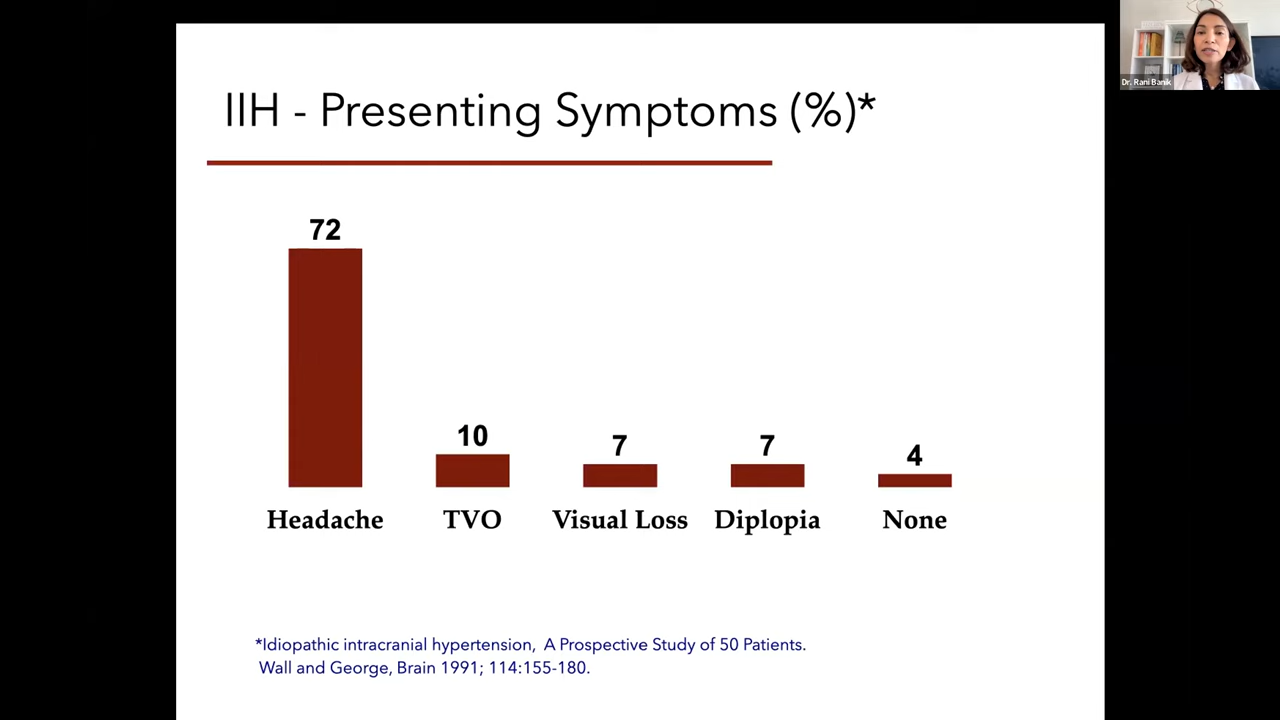 Dr. Rani Banik
IIH - Presenting Symptoms (%)*
72
10
7
7
4
Headache
TVO
Visual Loss
Diplopia
None
*Idiopathic intracranial hypertension, A Prospective Study of 50 Patients.
Wall and George, Brain 1991; 114:155-180.